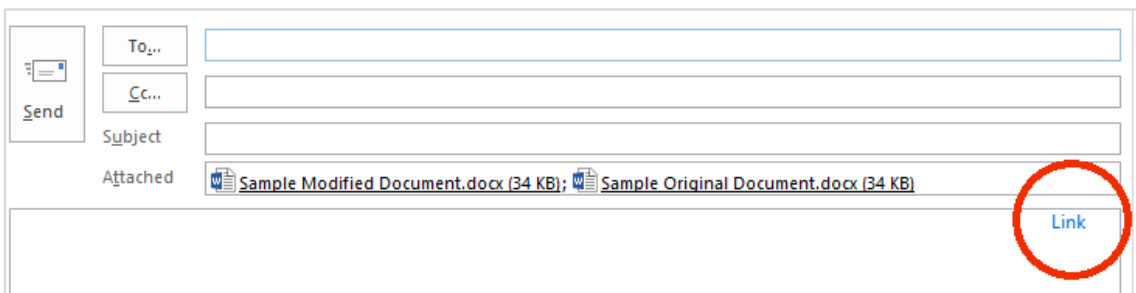 To...
Cc...
Send
Subject
Attached
Sample Modified Document.docx (34 KB); Sample Original Document.docx (34 KB)
Link